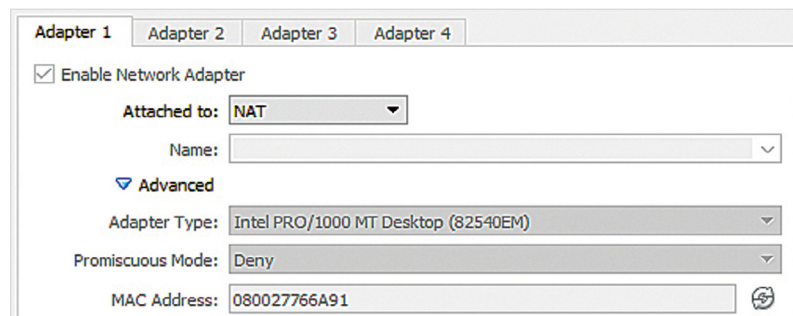 Adapter 1 Adapter 2 Adapter 3 Adapter 4
Enable Network Adapter
Attached to: NAT
Name:
Advanced
Adapter Type: Intel PRO/1000 MT Desktop (82540EM)
Promiscuous Mode: Deny
MAC Address: 080027766A91